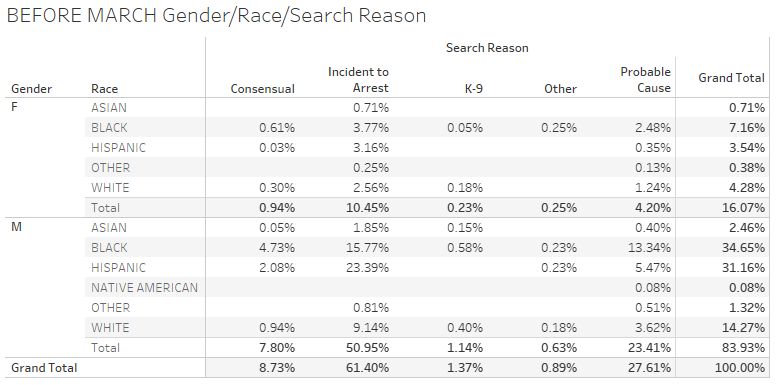 BEFORE MARCH Gender/Race/Search Reason
Search Reason
Gender Race Consensual Incident to Arrest K-9 Other Probable Cause Grand Total
F ASIAN 0.71% 0.71%
BLACK 0.61% 3.77% 0.05% 0.25% 2.48% 7.16%
HISPANIC 0.03% 3.16% 0.35% 3.54%
OTHER 0.25% 0.13% 0.38%
WHITE 0.30% 2.56% 0.18% 1.24% 4.28%
Total 0.94% 10.45% 0.23% 0.25% 4.20% 16.07%
M ASIAN 0.05% 1.85% 0.15% 0.40% 2.46%
BLACK 4.73% 15.77% 0.58% 0.23% 13.34% 34.65%
HISPANIC 2.08% 23.39% 0.23% 5.47% 31.16%
NATIVE AMERICAN 0.08% 0.08%
OTHER 0.81% 0.51% 1.32%
WHITE 0.94% 9.14% 0.40% 0.18% 3.62% 14.27%
Total 7.80% 50.95% 1.14% 0.63% 23.41% 83.93%
Grand Total 8.73% 61.40% 1.37% 0.89% 27.61% 100.00%